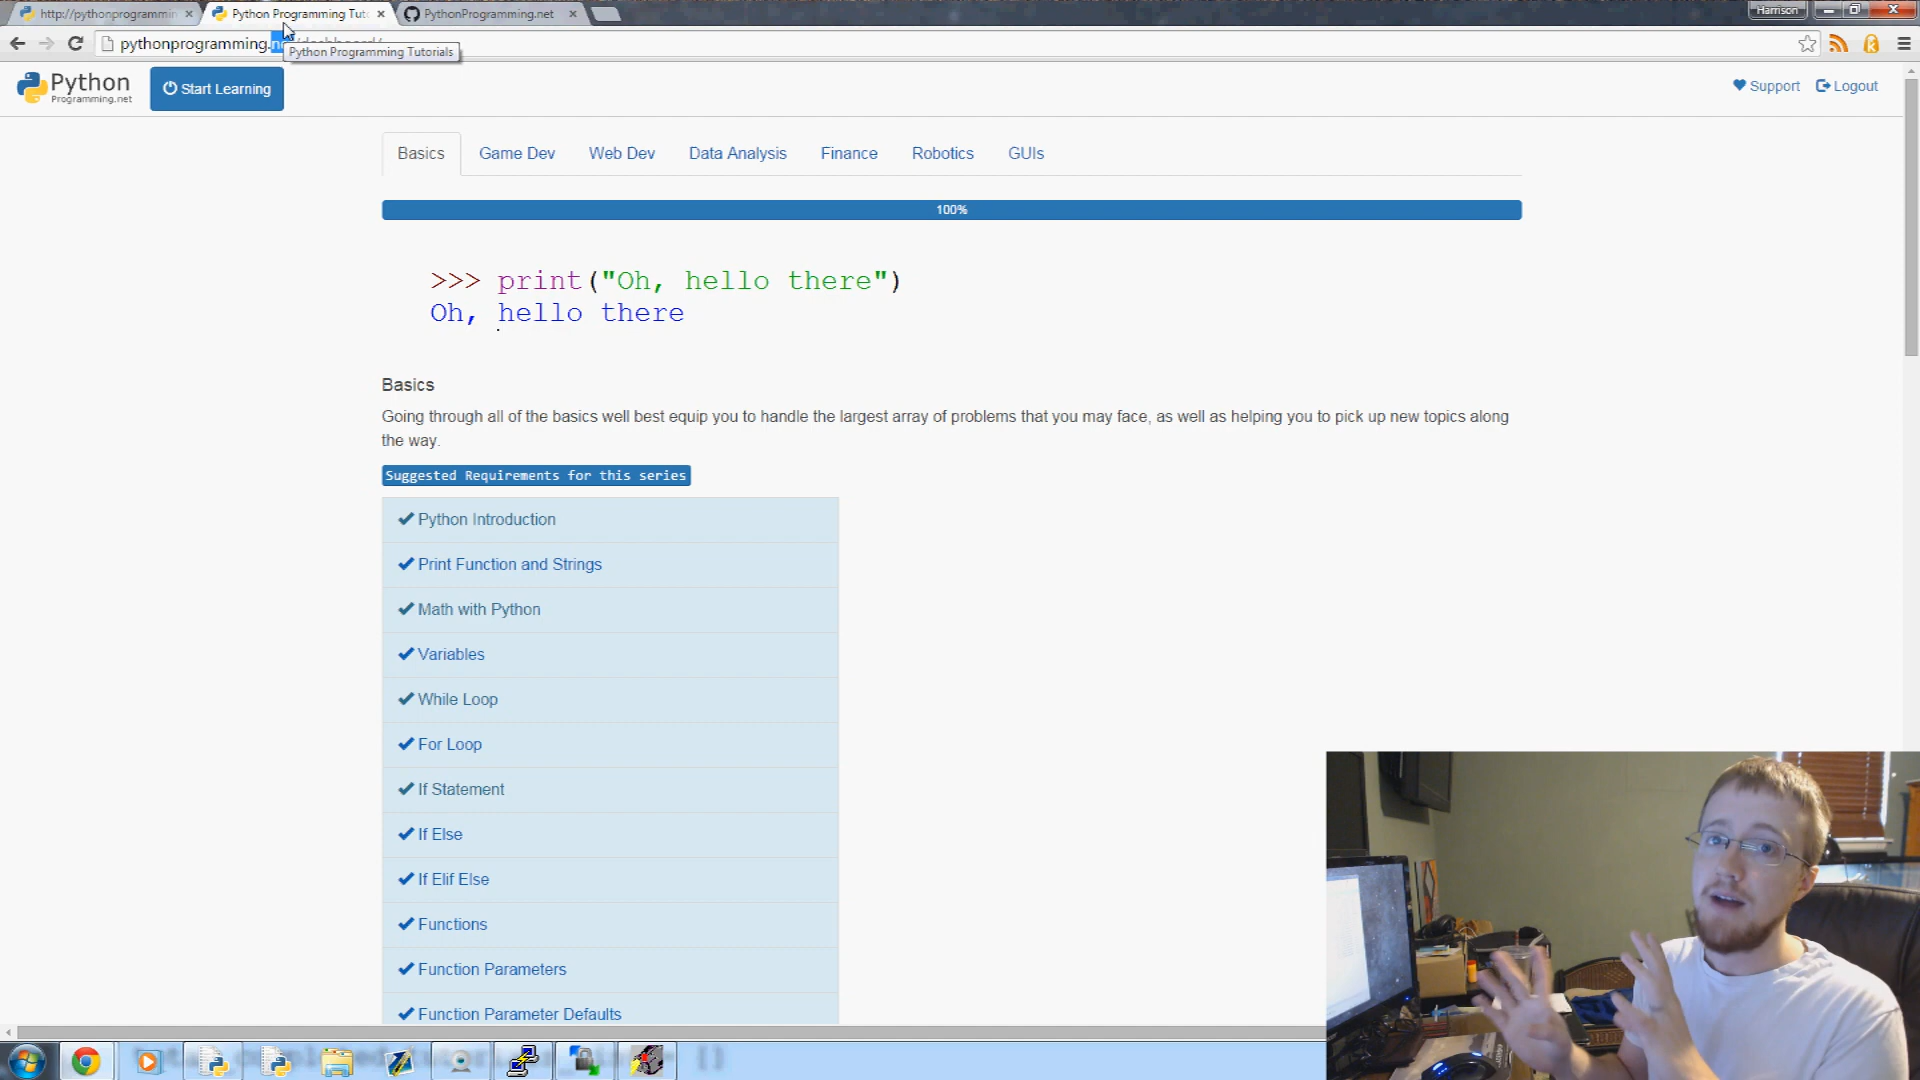 http://pythonprogrammin
Python Programming Tut
PythonProgramming.net
Harrison
pythonprogramming.
Python Programming Tutorials
Python
Programming.net
Start Learning
Support
Logout
Basics
Game Dev
Web Dev
Data Analysis
Finance
Robotics
GUIs
100%
>>> print("Oh, hello there")
Oh, hello there
Basics
Going through all of the basics well best equip you to handle the largest array of problems that you may face, as well as helping you to pick up new topics along
the way.
Suggested Requirements for this series
Python Introduction
Print Function and Strings
Math with Python
Variables
While Loop
For Loop
If Statement
If Else
If Elif Else
Functions
Function Parameters
Function Parameter Defaults